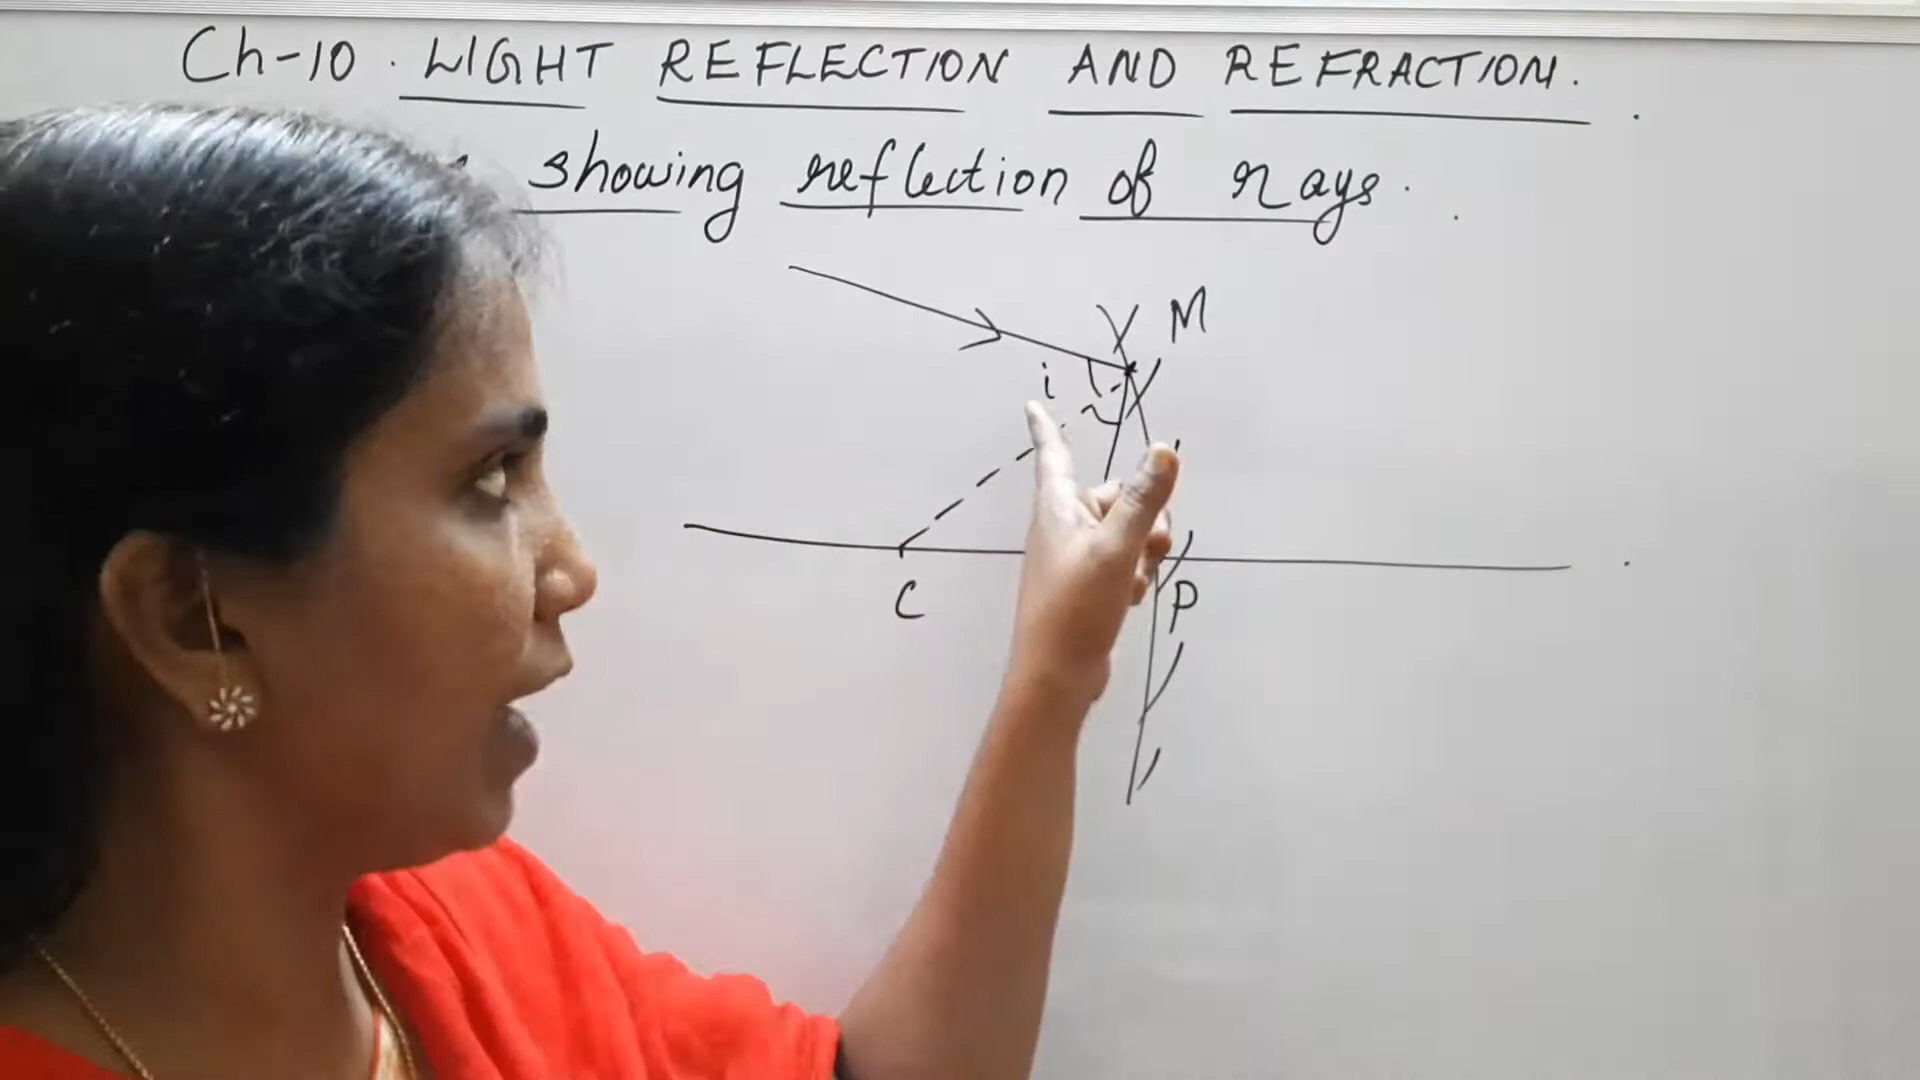 Ch-10. LIGHT REFLECTION AND REFRACTION.
showing reflection of rays.
M
i
C
P